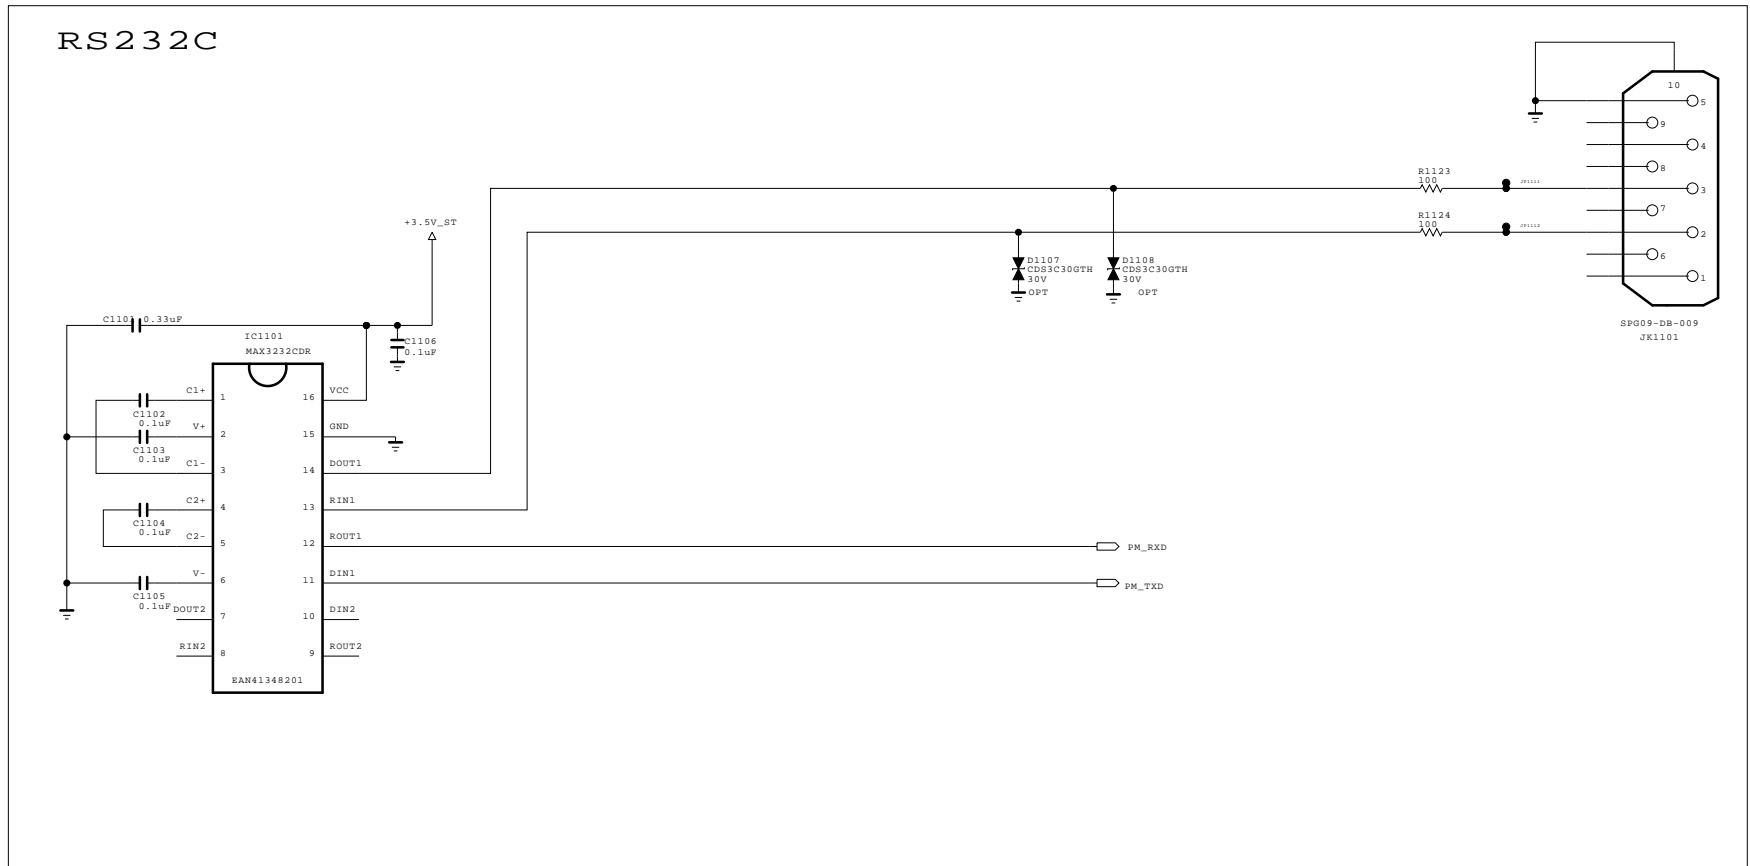 RS232C
10
5
9
4
8
R1123
100
JP1111
3
7
R1124
100
JP1112
2
+3.5V_ST
6
D1107
CDS3C30GTH
30V
OPT
D1108
CDS3C30GTH
30V
OPT
1
SPG09-DB-009
JK1101
C1101 0.33uF
IC1101
MAX3232CDR
C1106
0.1uF
C1+
1
16
VCC
C1102
0.1uF
V+
2
15
GND
C1103
0.1uF
C1-
3
14
DOUT1
C2+
4
13
RIN1
C1104
0.1uF
C2-
5
12
ROUT1
PM_RXD
V-
6
11
DIN1
PM_TXD
C1105
0.1uF
DOUT2
7
10
DIN2
RIN2
8
9
ROUT2
EAN41348201